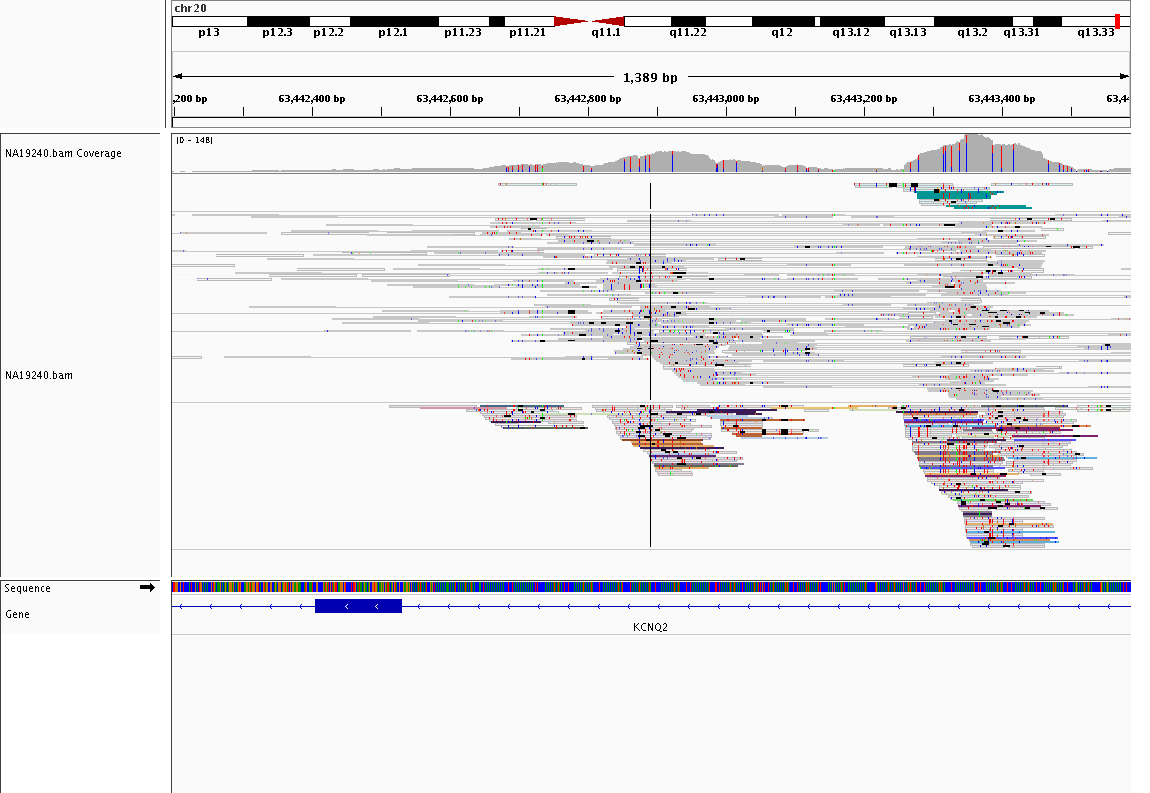 chr20
p13 p12.3 p12.2 p12.1 p11.23 p11.21 q11.1 q11.22 q12 q13.12 q13.13 q13.2 q13.31 q13.33
1,389 bp
,200 bp 63,442,400 bp 63,442,600 bp 63,442,800 bp 63,443,000 bp 63,443,200 bp 63,443,400 bp 63,44
NA19240.bam Coverage
[0 - 148]
NA19240.bam
Sequence
Gene
KCNQ2